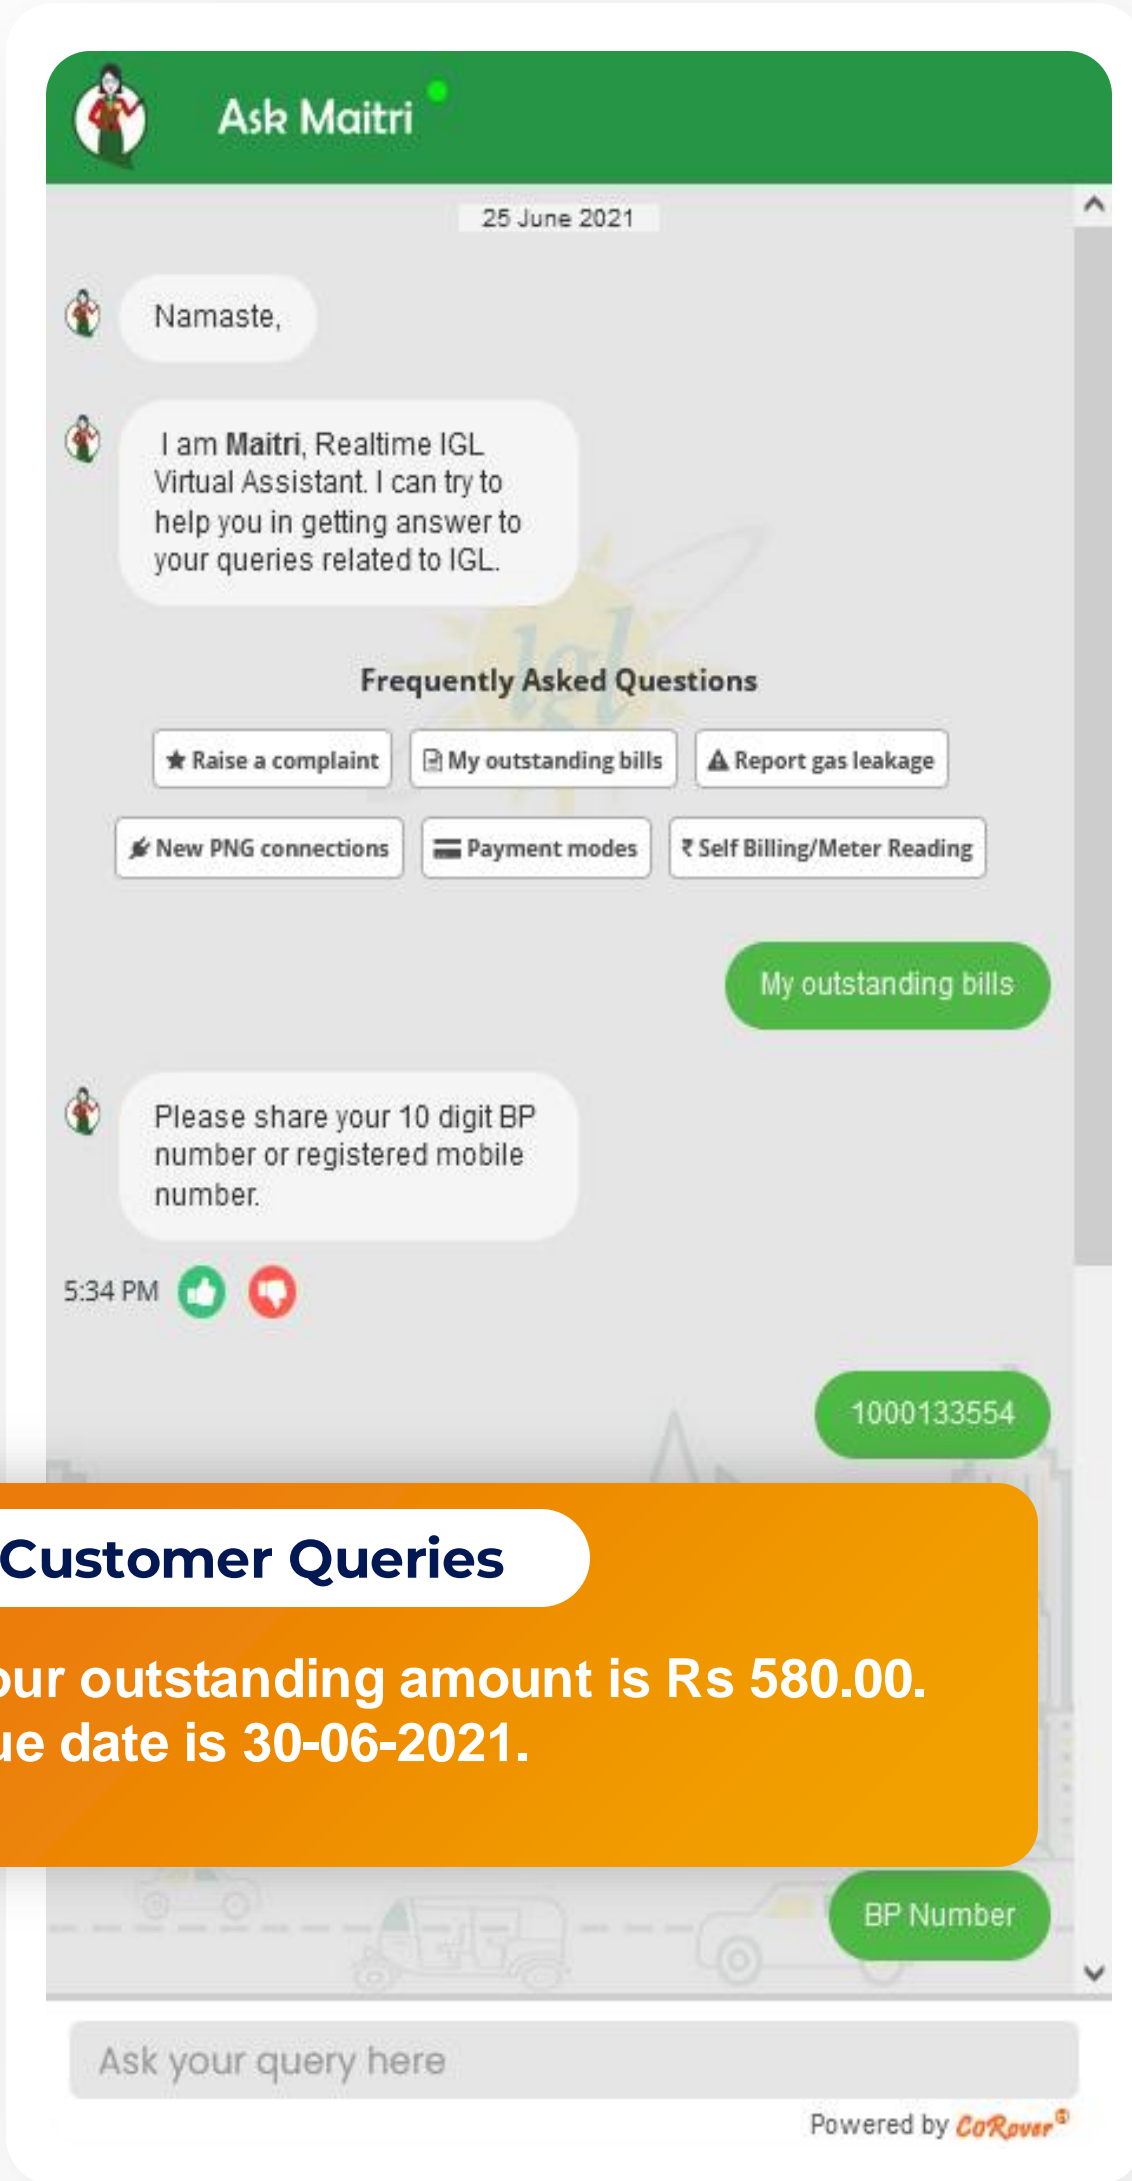 Ask Maitri
25 June 2021
Namaste,
I am Maitri, Realtime IGL
Virtual Assistant. I can try to
help you in getting answer to
your queries related to IGL.
Igl
Frequently Asked Questions
Raise a complaint
My outstanding bills
Report gas leakage
New PNG connections
Payment modes
₹ Self Billing/Meter Reading
My outstanding bills
Please share your 10 digit BP
number or registered mobile
number.
5:34 PM
1000133554
Customer Queries
our outstanding amount is Rs 580.00.
ue date is 30-06-2021.
BP Number
Ask your query here
Powered by CoRover®